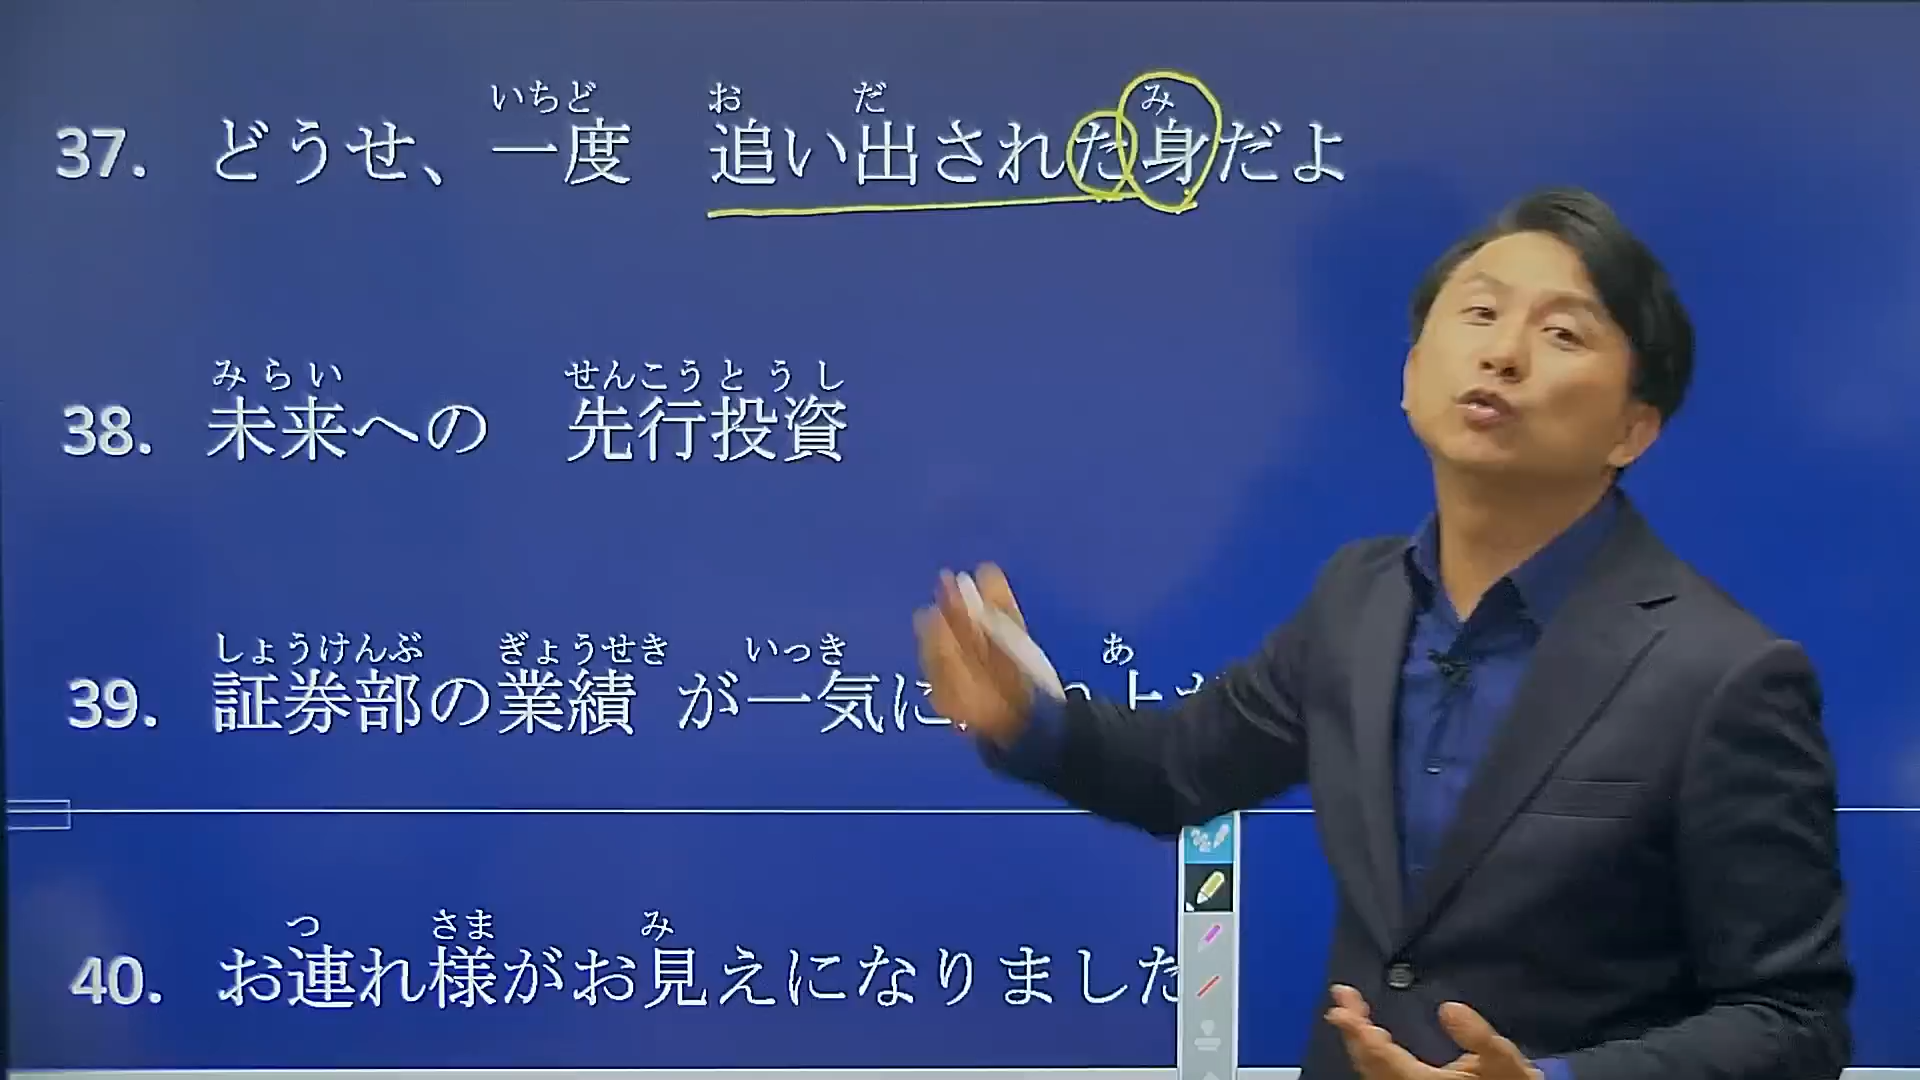 いちど お だ み
37. どうせ、一度 追い出された身だよ
みらい せんこうとうし
38. 未来への 先行投資
しょうけんぶ ぎょうせき いっき あ
39. 証券部の業績 が一気に 上が
つ さま み
40. お連れ様がお見えになりました